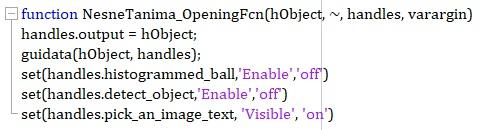 function NesneTanima_OpeningFcn(hObject, ~, handles, varargin)
handles.output = hObject;
guidata(hObject, handles);
set(handles.histogrammed_ball,'Enable','off')
set(handles.detect_object,'Enable','off')
set(handles.pick_an_image_text, 'Visible', 'on')